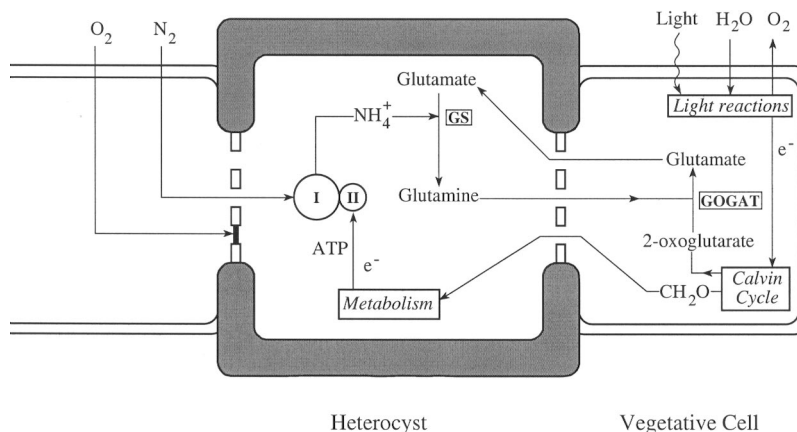 Light H₂O O₂
O₂ N₂
Glutamate
Light reactions
NH₄⁺ GS
e⁻
Glutamate
I II
Glutamine
GOGAT
ATP
2-oxoglutarate
e⁻
Metabolism
CH₂O
Calvin
Cycle
Heterocyst Vegetative Cell